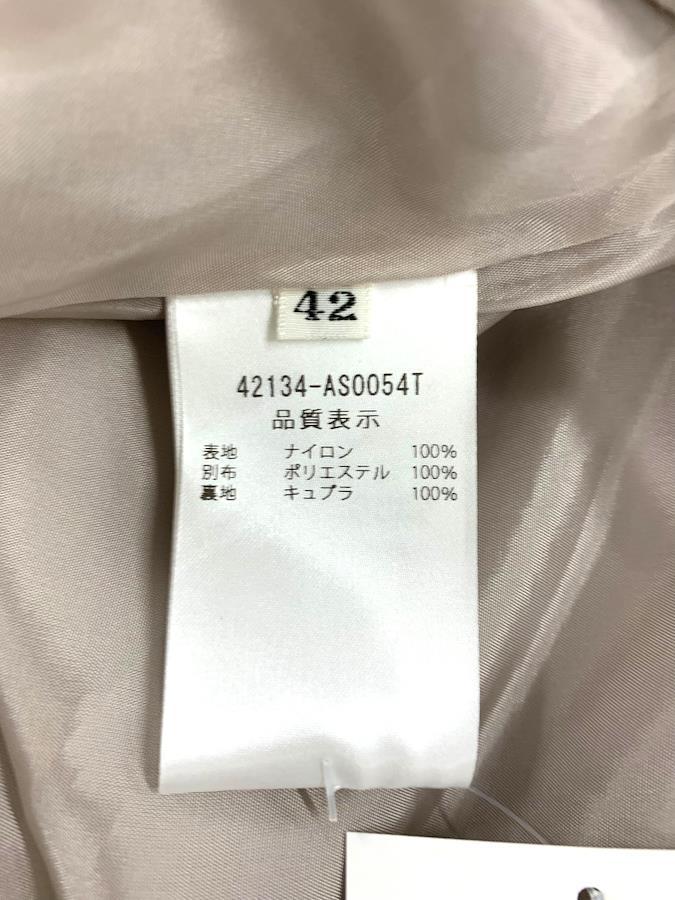 42
42134-AS0054T
品質表示
表地 ナイロン 100%
別布 ポリエステル 100%
裏地 キュプラ 100%